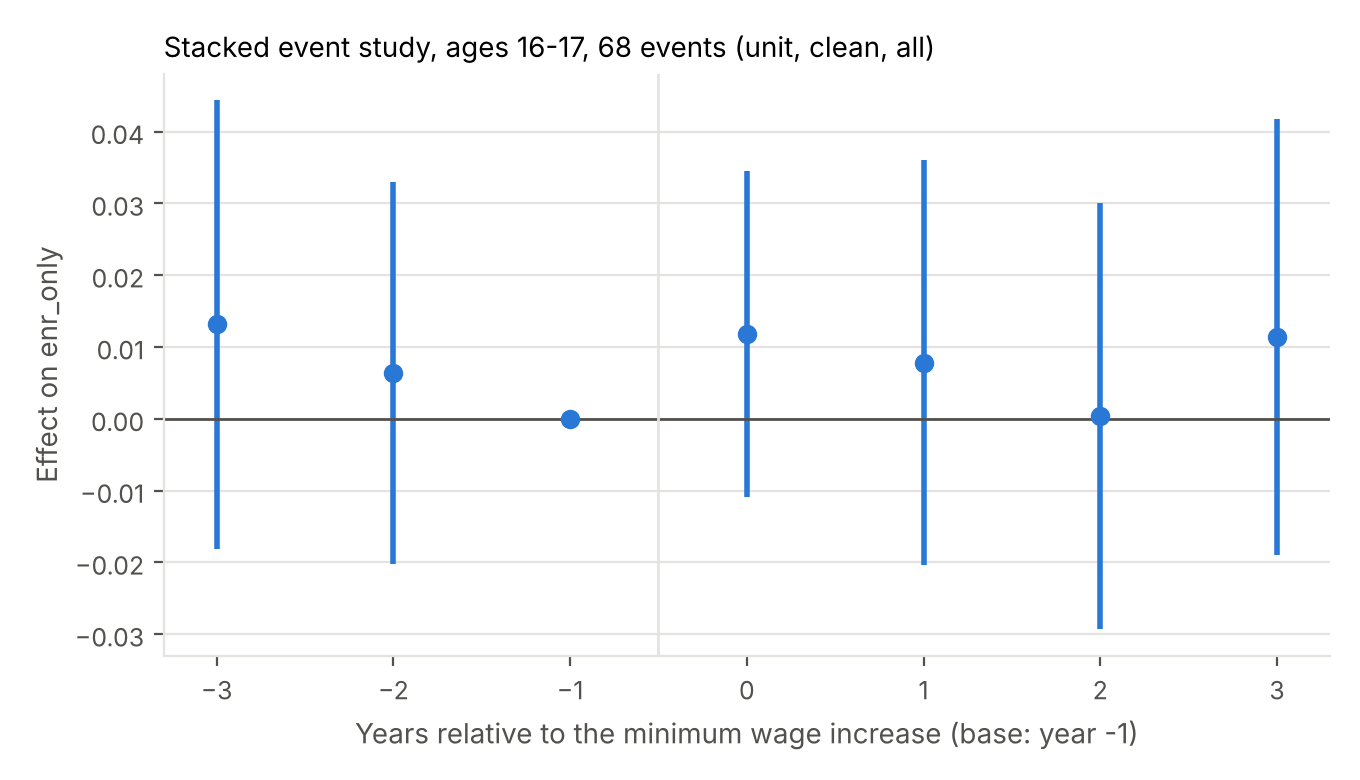 Stacked event study, ages 16-17, 68 events (unit, clean, all)
Effect on enr_only
0.04
0.03
0.02
0.01
0.00
−0.01
−0.02
−0.03
−3 −2 −1 0 1 2 3
Years relative to the minimum wage increase (base: year -1)